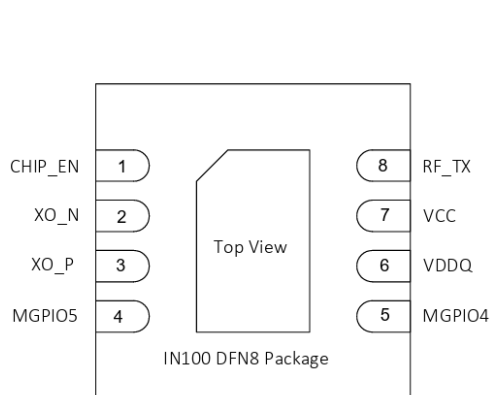 CHIP_EN 1 8 RF_TX
XO_N 2 7 VCC
XO_P 3 Top View 6 VDDQ
MGPIO5 4 5 MGPIO4
IN100 DFN8 Package